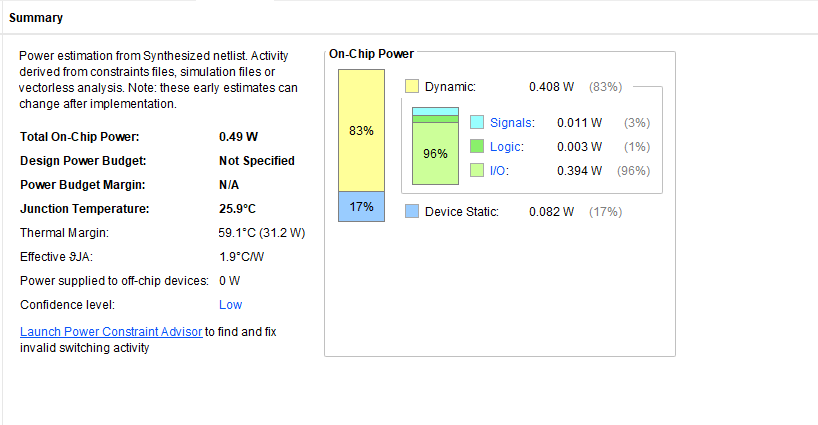 Summary
Power estimation from Synthesized netlist. Activity
derived from constraints files, simulation files or
vectorless analysis. Note: these early estimates can
change after implementation.
Total On-Chip Power: 0.49 W
Design Power Budget: Not Specified
Power Budget Margin: N/A
Junction Temperature: 25.9°C
Thermal Margin: 59.1°C (31.2 W)
Effective ϑJA: 1.9°C/W
Power supplied to off-chip devices: 0 W
Confidence level: Low
Launch Power Constraint Advisor to find and fix
invalid switching activity
On-Chip Power
83%
17%
Dynamic: 0.408 W (83%)
96%
Signals: 0.011 W (3%)
Logic: 0.003 W (1%)
I/O: 0.394 W (96%)
Device Static: 0.082 W (17%)